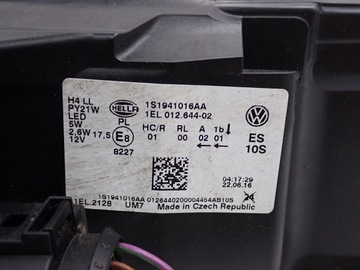 H4 LL
PY21W
LED
5W
2,6W 17,5
12V
HELLA
PL
E8
8227
1S1941016AA
1EL 012.644-02
HC/R RL A 1b
01 00 02 01
ES
10S
04:17:29
22.06.16
1S1941016AA 0126440200004454AB10S
1EL.2128 UM7 Made in Czech Republic